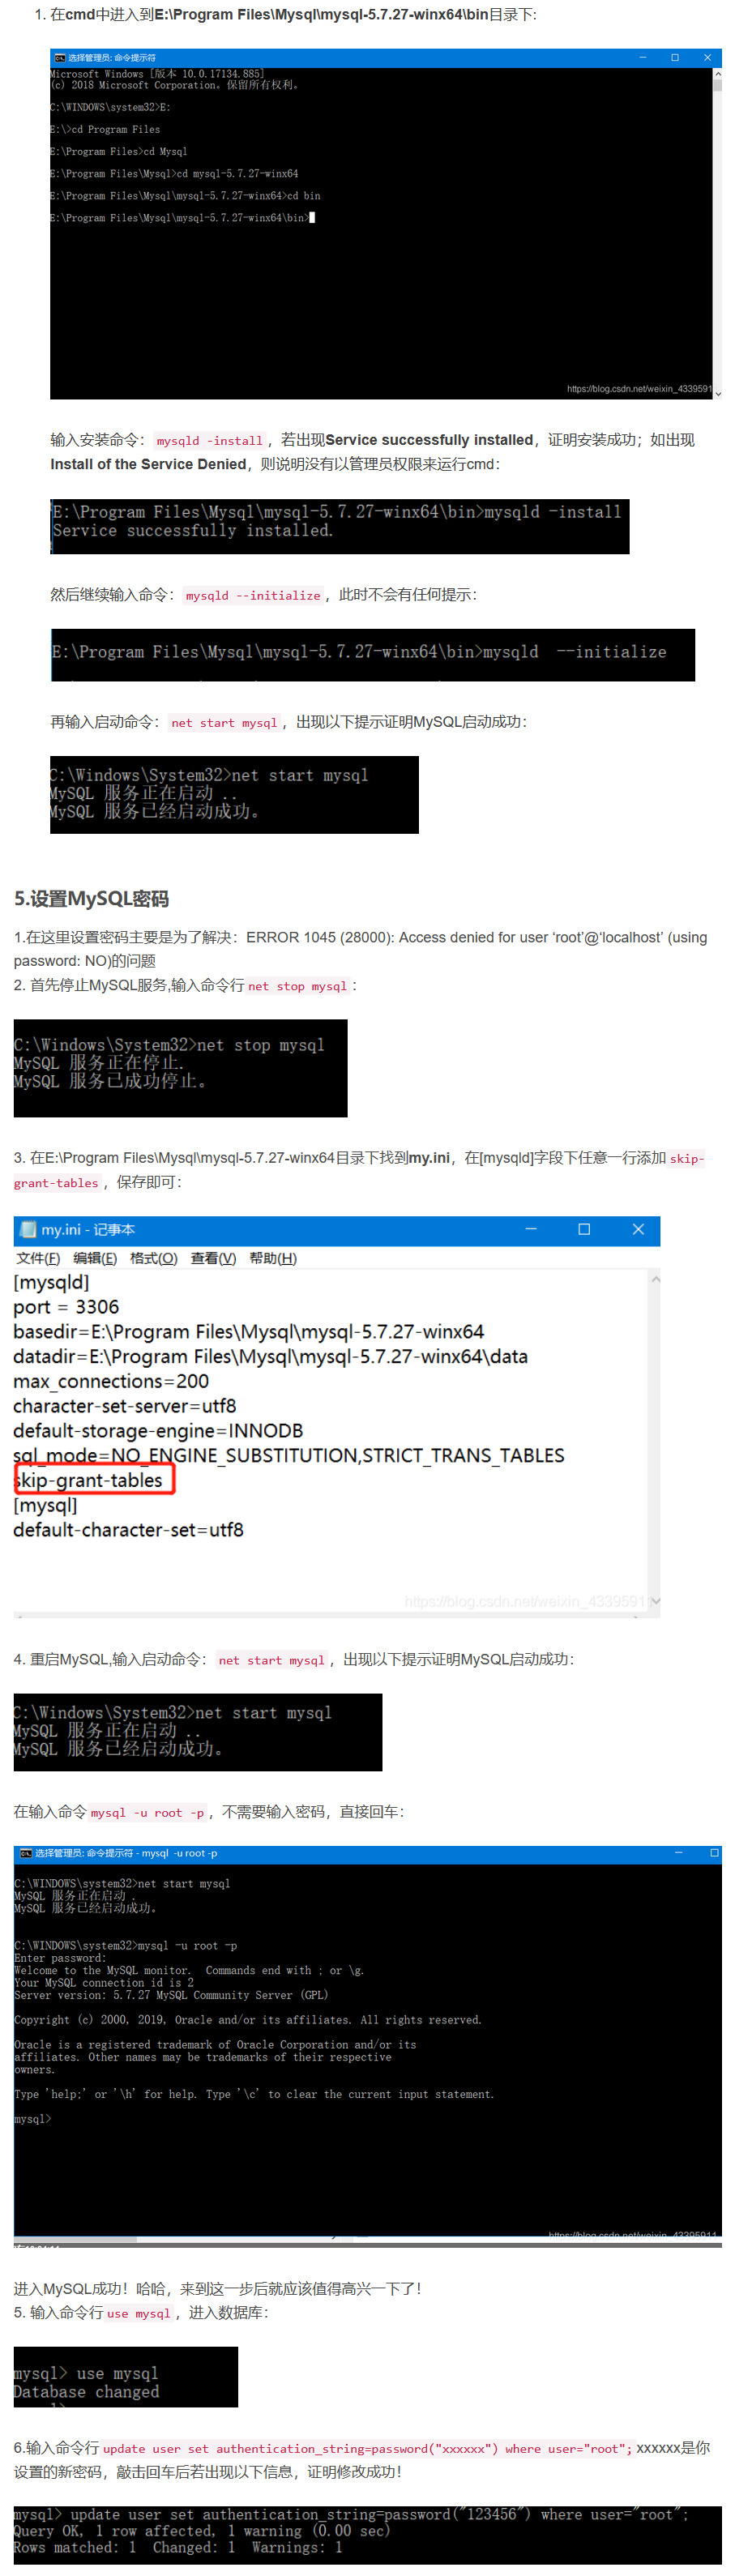 1. 在cmd中进入到E:\Program Files\Mysql\mysql-5.7.27-winx64\bin目录下:
选择管理员: 命令提示符
Microsoft Windows [版本 10.0.17134.885]
(c) 2018 Microsoft Corporation。保留所有权利。
C:\WINDOWS\system32>E:
E:\>cd Program Files
E:\Program Files>cd Mysql
E:\Program Files\Mysql>cd mysql-5.7.27-winx64
E:\Program Files\Mysql\mysql-5.7.27-winx64>cd bin
E:\Program Files\Mysql\mysql-5.7.27-winx64\bin>
https://blog.csdn.net/weixin_4339591
输入安装命令：mysqld -install，若出现Service successfully installed，证明安装成功；如出现
Install of the Service Denied，则说明没有以管理员权限来运行cmd：
E:\Program Files\Mysql\mysql-5.7.27-winx64\bin>mysqld -install
Service successfully installed.
然后继续输入命令：mysqld --initialize，此时不会有任何提示：
E:\Program Files\Mysql\mysql-5.7.27-winx64\bin>mysqld  --initialize
再输入启动命令：net start mysql，出现以下提示证明MySQL启动成功：
C:\Windows\System32>net start mysql
MySQL 服务正在启动 ..
MySQL 服务已经启动成功。
5.设置MySQL密码
1.在这里设置密码主要是为了解决：ERROR 1045 (28000): Access denied for user ‘root’@‘localhost’ (using
password: NO)的问题
2. 首先停止MySQL服务,输入命令行net stop mysql：
C:\Windows\System32>net stop mysql
MySQL 服务正在停止.
MySQL 服务已成功停止。
3. 在E:\Program Files\Mysql\mysql-5.7.27-winx64目录下找到my.ini，在[mysqld]字段下任意一行添加skip-
grant-tables，保存即可：
my.ini - 记事本
文件(F) 编辑(E) 格式(O) 查看(V) 帮助(H)
[mysqld]
port = 3306
basedir=E:\Program Files\Mysql\mysql-5.7.27-winx64
datadir=E:\Program Files\Mysql\mysql-5.7.27-winx64\data
max_connections=200
character-set-server=utf8
default-storage-engine=INNODB
sql_mode=NO_ENGINE_SUBSTITUTION,STRICT_TRANS_TABLES
skip-grant-tables
[mysql]
default-character-set=utf8
https://blog.csdn.net/weixin_4339591
4. 重启MySQL,输入启动命令：net start mysql，出现以下提示证明MySQL启动成功：
C:\Windows\System32>net start mysql
MySQL 服务正在启动 ..
MySQL 服务已经启动成功。
在输入命令mysql -u root -p，不需要输入密码，直接回车：
选择管理员: 命令提示符 - mysql -u root -p
C:\WINDOWS\system32>net start mysql
MySQL 服务正在启动 .
MySQL 服务已经启动成功。
C:\WINDOWS\system32>mysql -u root -p
Enter password:
Welcome to the MySQL monitor.  Commands end with ; or \g.
Your MySQL connection id is 2
Server version: 5.7.27 MySQL Community Server (GPL)
Copyright (c) 2000, 2019, Oracle and/or its affiliates. All rights reserved.
Oracle is a registered trademark of Oracle Corporation and/or its
affiliates. Other names may be trademarks of their respective
owners.
Type 'help;' or '\h' for help. Type '\c' to clear the current input statement.
mysql>
https://blog.csdn.net/weixin_43395911
进入MySQL成功！哈哈，来到这一步后就应该值得高兴一下了！
5. 输入命令行use mysql，进入数据库：
mysql> use mysql
Database changed
6.输入命令行update user set authentication_string=password("xxxxxx") where user="root";xxxxxx是你
设置的新密码，敲击回车后若出现以下信息，证明修改成功！
mysql> update user set authentication_string=password("123456") where user="root";
Query OK, 1 row affected, 1 warning (0.00 sec)
Rows matched: 1  Changed: 1  Warnings: 1